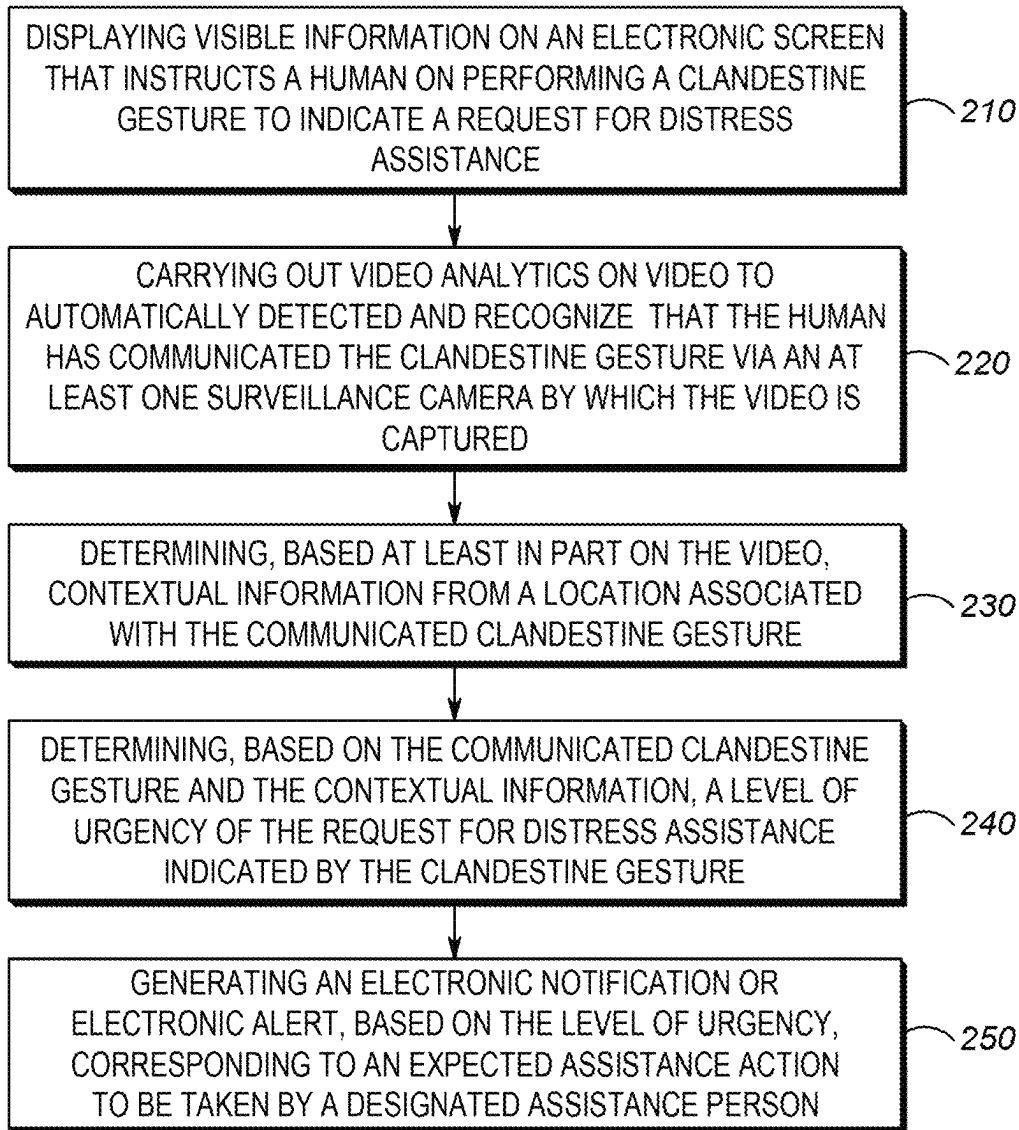 DISPLAYING VISIBLE INFORMATION ON AN ELECTRONIC SCREEN
THAT INSTRUCTS A HUMAN ON PERFORMING A CLANDESTINE
GESTURE TO INDICATE A REQUEST FOR DISTRESS
ASSISTANCE
210
CARRYING OUT VIDEO ANALYTICS ON VIDEO TO
AUTOMATICALLY DETECTED AND RECOGNIZE THAT THE HUMAN
HAS COMMUNICATED THE CLANDESTINE GESTURE VIA AN AT
LEAST ONE SURVEILLANCE CAMERA BY WHICH THE VIDEO IS
CAPTURED
220
DETERMINING, BASED AT LEAST IN PART ON THE VIDEO,
CONTEXTUAL INFORMATION FROM A LOCATION ASSOCIATED
WITH THE COMMUNICATED CLANDESTINE GESTURE
230
DETERMINING, BASED ON THE COMMUNICATED CLANDESTINE
GESTURE AND THE CONTEXTUAL INFORMATION, A LEVEL OF
URGENCY OF THE REQUEST FOR DISTRESS ASSISTANCE
INDICATED BY THE CLANDESTINE GESTURE
240
GENERATING AN ELECTRONIC NOTIFICATION OR
ELECTRONIC ALERT, BASED ON THE LEVEL OF URGENCY,
CORRESPONDING TO AN EXPECTED ASSISTANCE ACTION
TO BE TAKEN BY A DESIGNATED ASSISTANCE PERSON
250